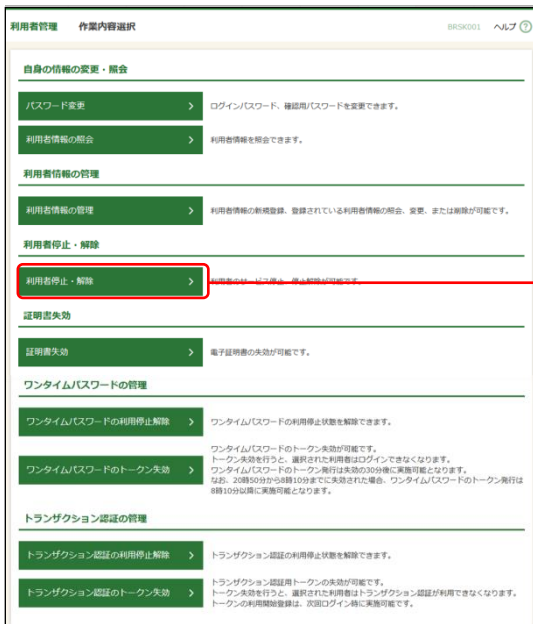 利用者管理 作業内容選択 BRSK001 ヘルプ ?
自身の情報の変更・照会
パスワード変更 > ログインパスワード、確認用パスワードを変更できます。
利用者情報の照会 > 利用者情報を照会できます。
利用者情報の管理
利用者情報の管理 > 利用者情報の新規登録、登録されている利用者情報の照会、変更、または削除が可能です。
利用者停止・解除
利用者停止・解除 > 利用者のサービス停止、停止解除が可能です。
証明書失効
証明書失効 > 電子証明書の失効が可能です。
ワンタイムパスワードの管理
ワンタイムパスワードの利用停止解除 > ワンタイムパスワードの利用停止状態を解除できます。
ワンタイムパスワードのトークン失効 > ワンタイムパスワードのトークン失効が可能です。
トークン失効を行うと、選択された利用者はログインできなくなります。
ワンタイムパスワードのトークン発行は失効の30分後に実施可能となります。
なお、20時50分から8時10分までに失効された場合、ワンタイムパスワードのトークン発行は
8時10分以降に実施可能となります。
トランザクション認証の管理
トランザクション認証の利用停止解除 > トランザクション認証の利用停止状態を解除できます。
トランザクション認証のトークン失効 > トランザクション認証用トークンの失効が可能です。
トークン失効を行うと、選択された利用者はトランザクション認証が利用できなくなります。
トークンの利用開始登録は、次回ログイン時に実施可能です。